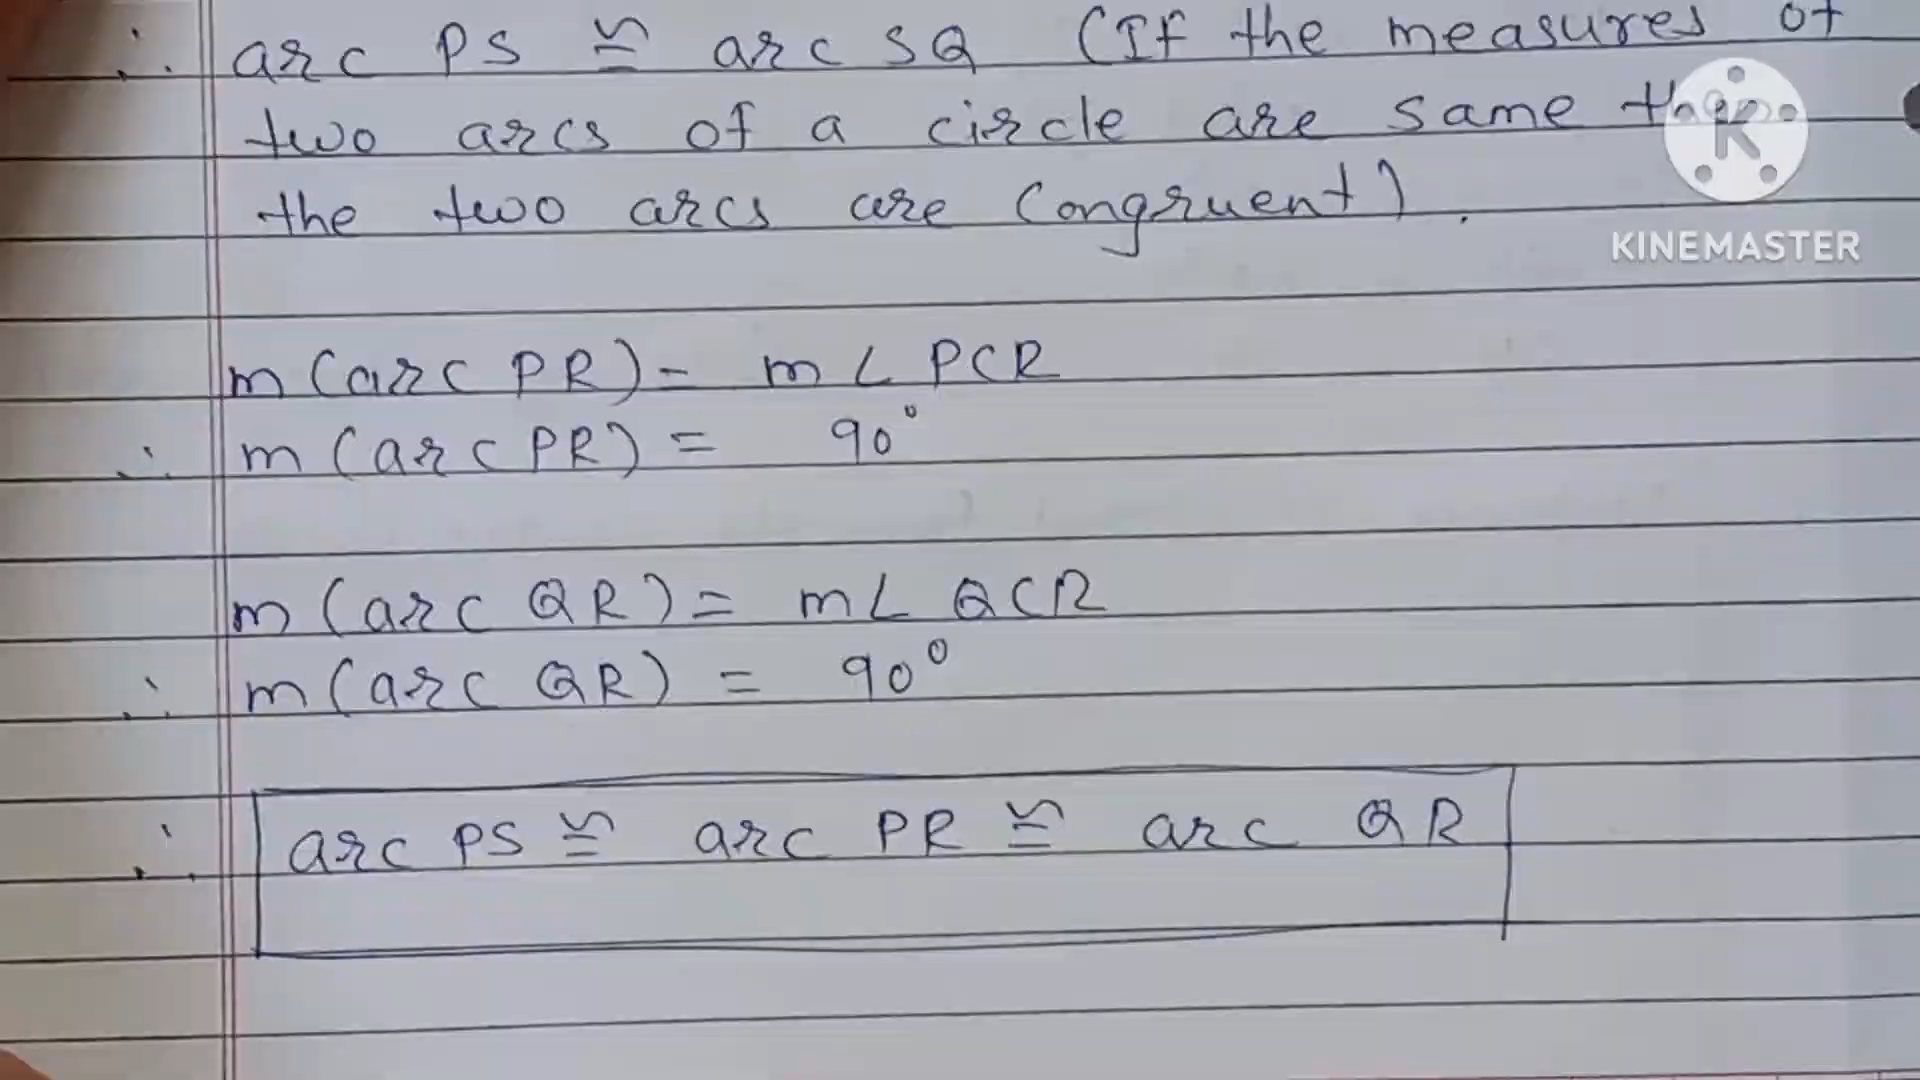 ∴ arc PS ≅ arc SQ (If the measures of
two arcs of a circle are same then
the two arcs are congruent).
KINEMASTER
m(arc PR) = m∠PCR
∴ m(arc PR) = 90°
m(arc QR) = m∠QCR
∴ m(arc QR) = 90°
∴ arc PS ≅ arc PR ≅ arc QR